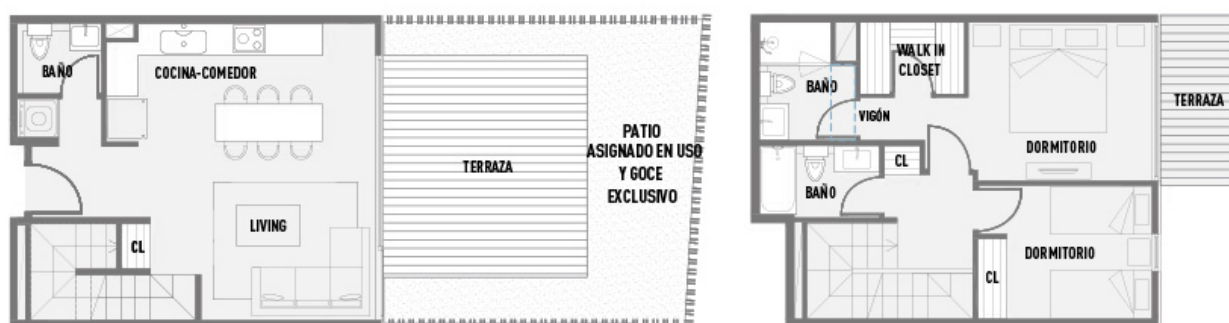 BAÑO
COCINA-COMEDOR
TERRAZA
PATIO
ASIGNADO EN USO
Y GOCE
EXCLUSIVO
LIVING
CL
WALK IN
CLOSET
BAÑO
VIGÓN
TERRAZA
DORMITORIO
CL
BAÑO
DORMITORIO
CL